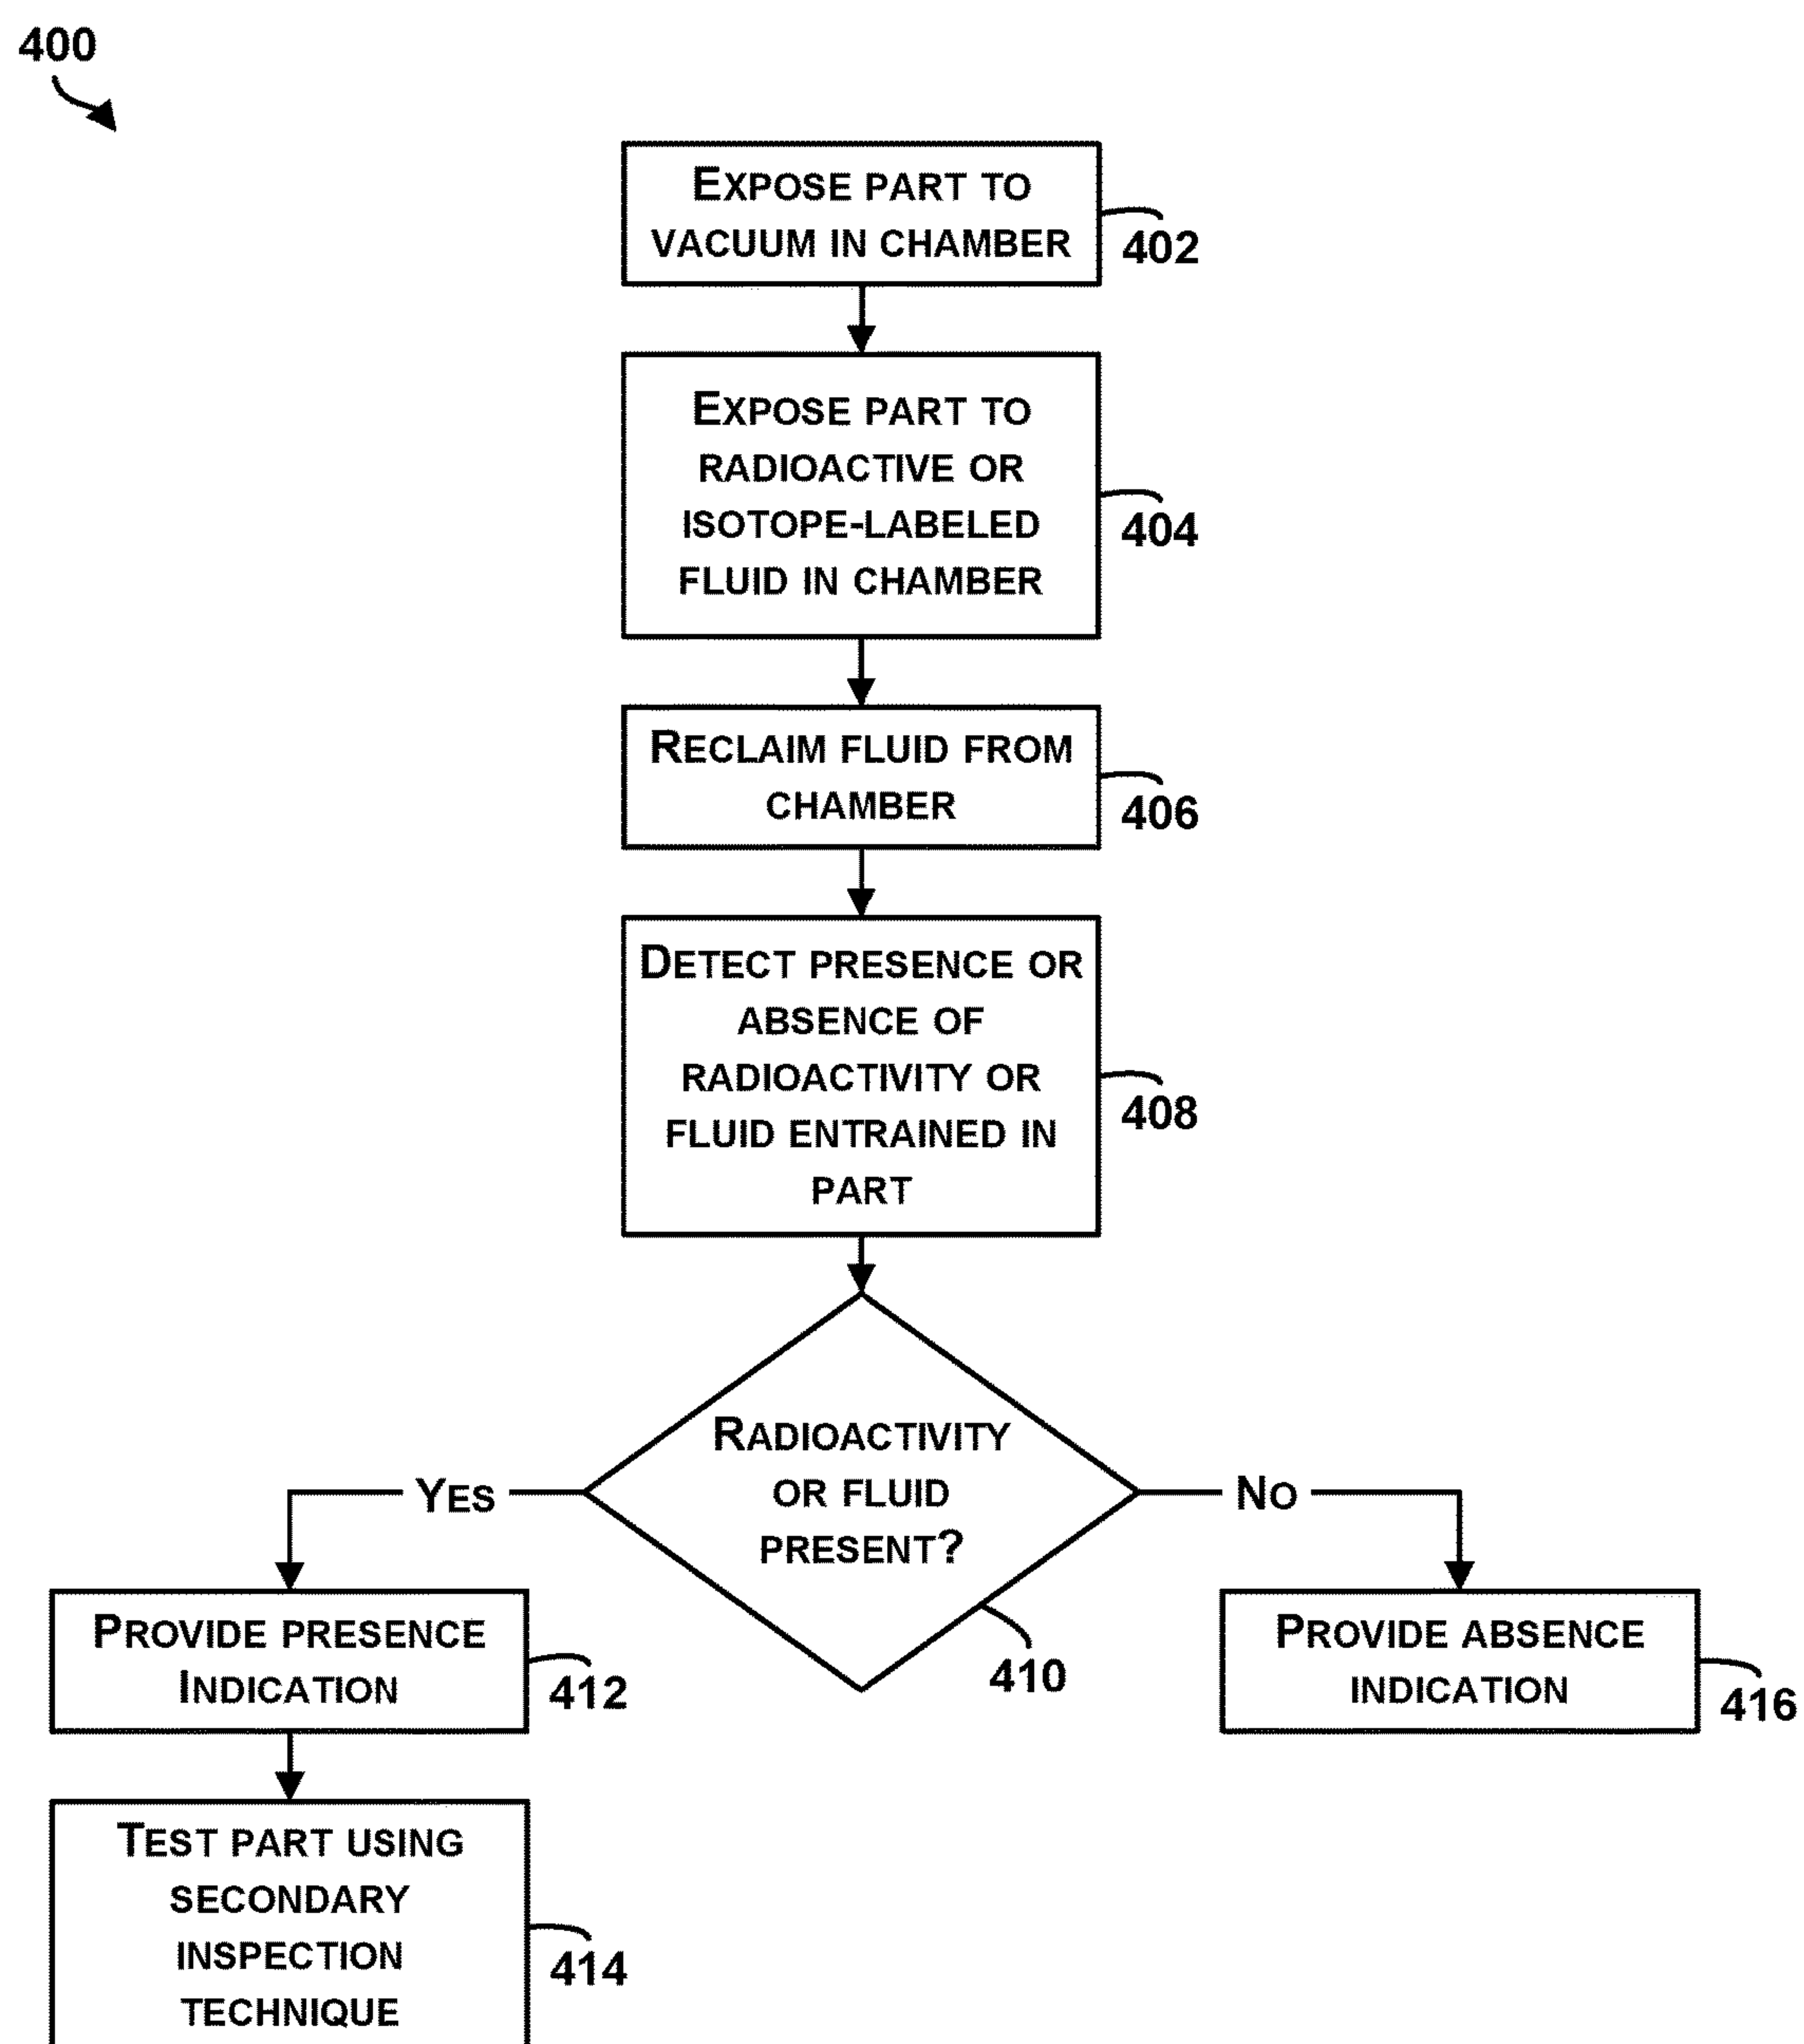 400
EXPOSE PART TO
VACUUM IN CHAMBER
402
EXPOSE PART TO
RADIOACTIVE OR
ISOTOPE-LABELED
FLUID IN CHAMBER
404
RECLAIM FLUID FROM
CHAMBER
406
DETECT PRESENCE OR
ABSENCE OF
RADIOACTIVITY OR
FLUID ENTRAINED IN
PART
408
RADIOACTIVITY
OR FLUID
PRESENT?
410
YES
NO
PROVIDE PRESENCE
INDICATION
412
PROVIDE ABSENCE
INDICATION
416
TEST PART USING
SECONDARY
INSPECTION
TECHNIQUE
414